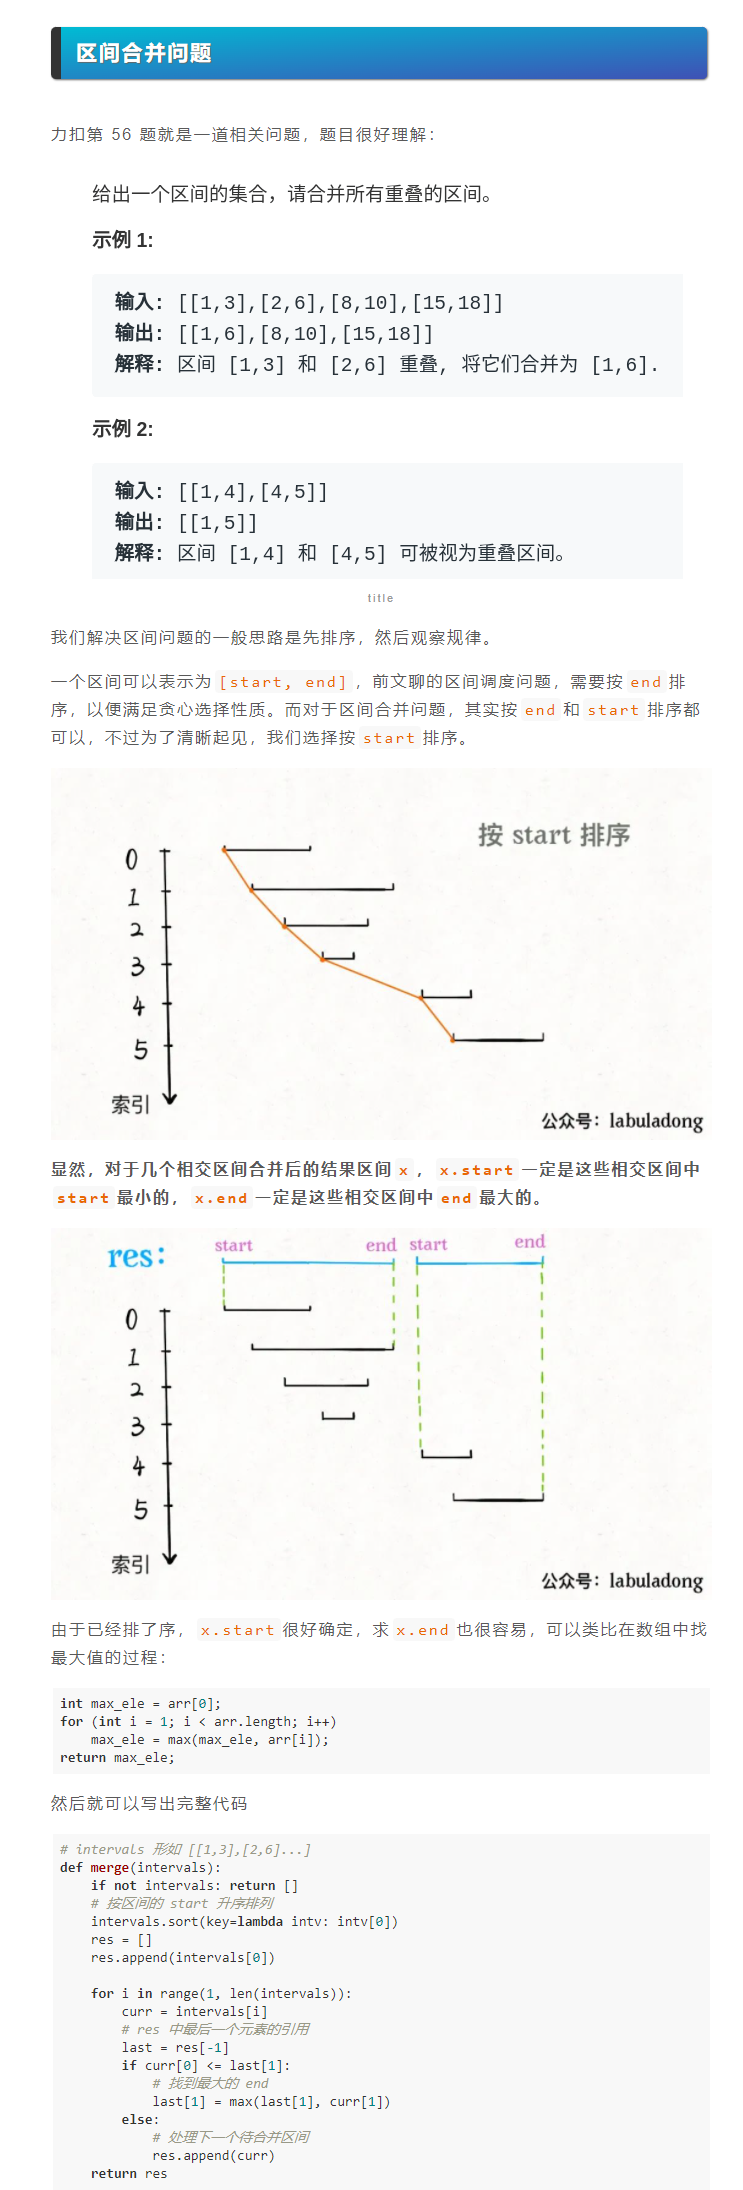 区间合并问题
力扣第 56 题就是一道相关问题，题目很好理解：
给出一个区间的集合，请合并所有重叠的区间。
示例 1:
输入: [[1,3],[2,6],[8,10],[15,18]]
输出: [[1,6],[8,10],[15,18]]
解释: 区间 [1,3] 和 [2,6] 重叠, 将它们合并为 [1,6].
示例 2:
输入: [[1,4],[4,5]]
输出: [[1,5]]
解释: 区间 [1,4] 和 [4,5] 可被视为重叠区间。
title
我们解决区间问题的一般思路是先排序，然后观察规律。
一个区间可以表示为 [start, end] ，前文聊的区间调度问题，需要按 end 排
序，以便满足贪心选择性质。而对于区间合并问题，其实按 end 和 start 排序都
可以，不过为了清晰起见，我们选择按 start 排序。
按 start 排序
0
1
2
3
4
5
索引
公众号：labuladong
显然，对于几个相交区间合并后的结果区间 x ， x.start 一定是这些相交区间中
start 最小的， x.end 一定是这些相交区间中 end 最大的。
res:
start end start end
0
1
2
3
4
5
索引
公众号：labuladong
由于已经排了序， x.start 很好确定，求 x.end 也很容易，可以类比在数组中找
最大值的过程：
int max_ele = arr[0];
for (int i = 1; i < arr.length; i++)
    max_ele = max(max_ele, arr[i]);
return max_ele;
然后就可以写出完整代码
# intervals 形如 [[1,3],[2,6]...]
def merge(intervals):
    if not intervals: return []
    # 按区间的 start 升序排列
    intervals.sort(key=lambda intv: intv[0])
    res = []
    res.append(intervals[0])
    for i in range(1, len(intervals)):
        curr = intervals[i]
        # res 中最后一个元素的引用
        last = res[-1]
        if curr[0] <= last[1]:
            # 找到最大的 end
            last[1] = max(last[1], curr[1])
        else:
            # 处理下一个待合并区间
            res.append(curr)
    return res